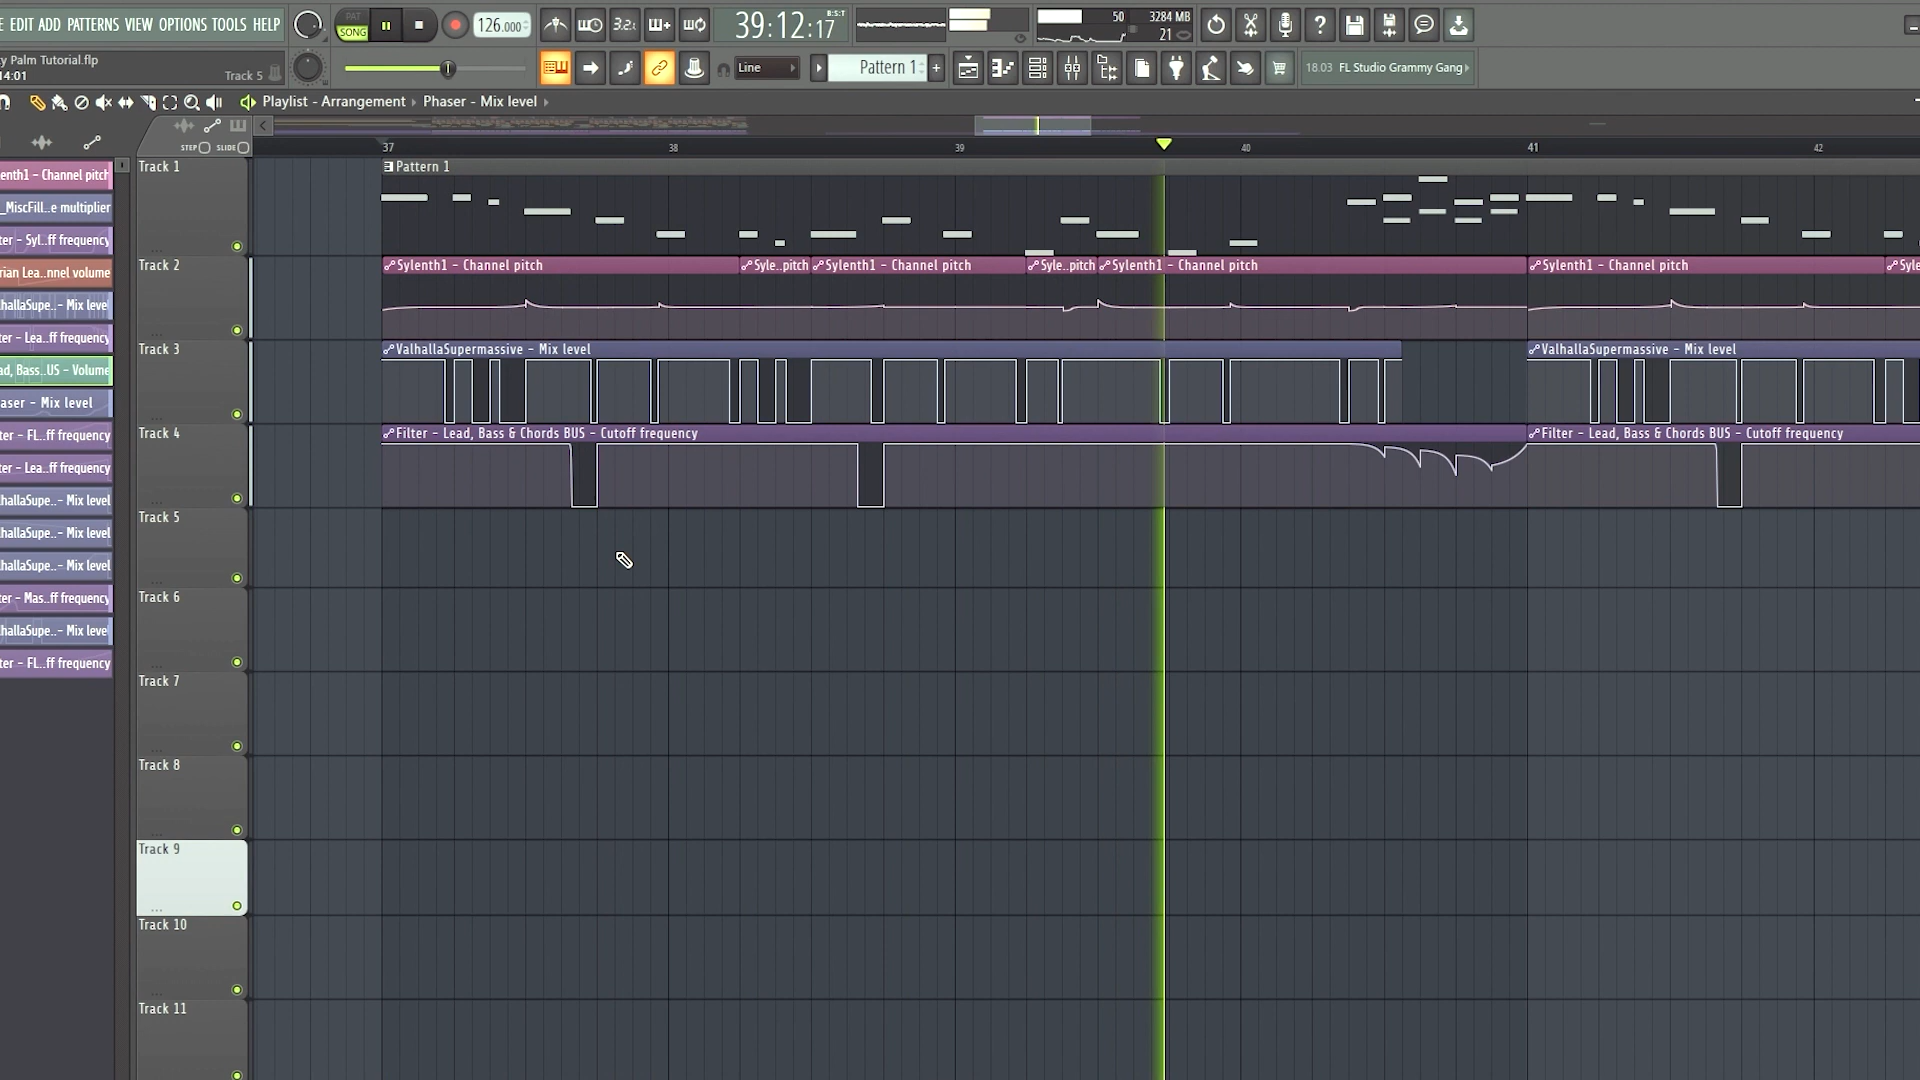 E EDIT ADD PATTERNS VIEW OPTIONS TOOLS HELP
PAT
SONG
126.000
3.2.
39:12:17
B:S:T
50
3284 MB
21
y Palm Tutorial.flp
14:01
Track 5
Line
Pattern 1
+
18.03 FL Studio Grammy Gang
Playlist - Arrangement
Phaser - Mix level
STEP
SLIDE
37
38
39
40
41
42
enth1 - Channel pitch
_MiscFill..e multiplier
ter - Syl..ff frequency
rian Lea..nnel volume
hallaSupe..- Mix level
ter - Lea..ff frequency
ad, Bass..US - Volume
aser - Mix level
ter - FL..ff frequency
ter - Lea..ff frequency
hallaSupe..- Mix level
hallaSupe..- Mix level
hallaSupe..- Mix level
ter - Mas..ff frequency
hallaSupe..- Mix level
ter - FL..ff frequency
Track 1
Pattern 1
Track 2
Sylenth1 - Channel pitch
Syle..pitch
Sylenth1 - Channel pitch
Syle..pitch
Sylenth1 - Channel pitch
Sylenth1 - Channel pitch
Syle
Track 3
ValhallaSupermassive - Mix level
ValhallaSupermassive - Mix level
Track 4
Filter - Lead, Bass & Chords BUS - Cutoff frequency
Filter - Lead, Bass & Chords BUS - Cutoff frequency
Track 5
Track 6
Track 7
Track 8
Track 9
Track 10
Track 11